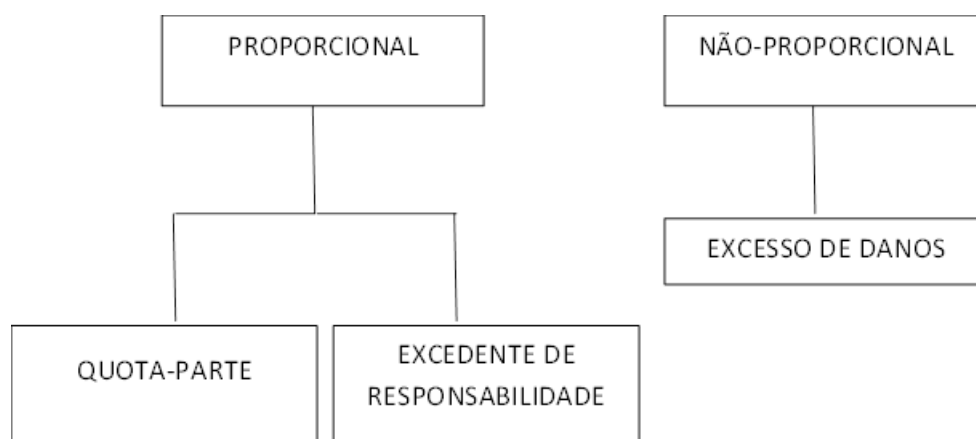 PROPORCIONAL
NÃO-PROPORCIONAL
EXCESSO DE DANOS
QUOTA-PARTE
EXCEDENTE DE
RESPONSABILIDADE